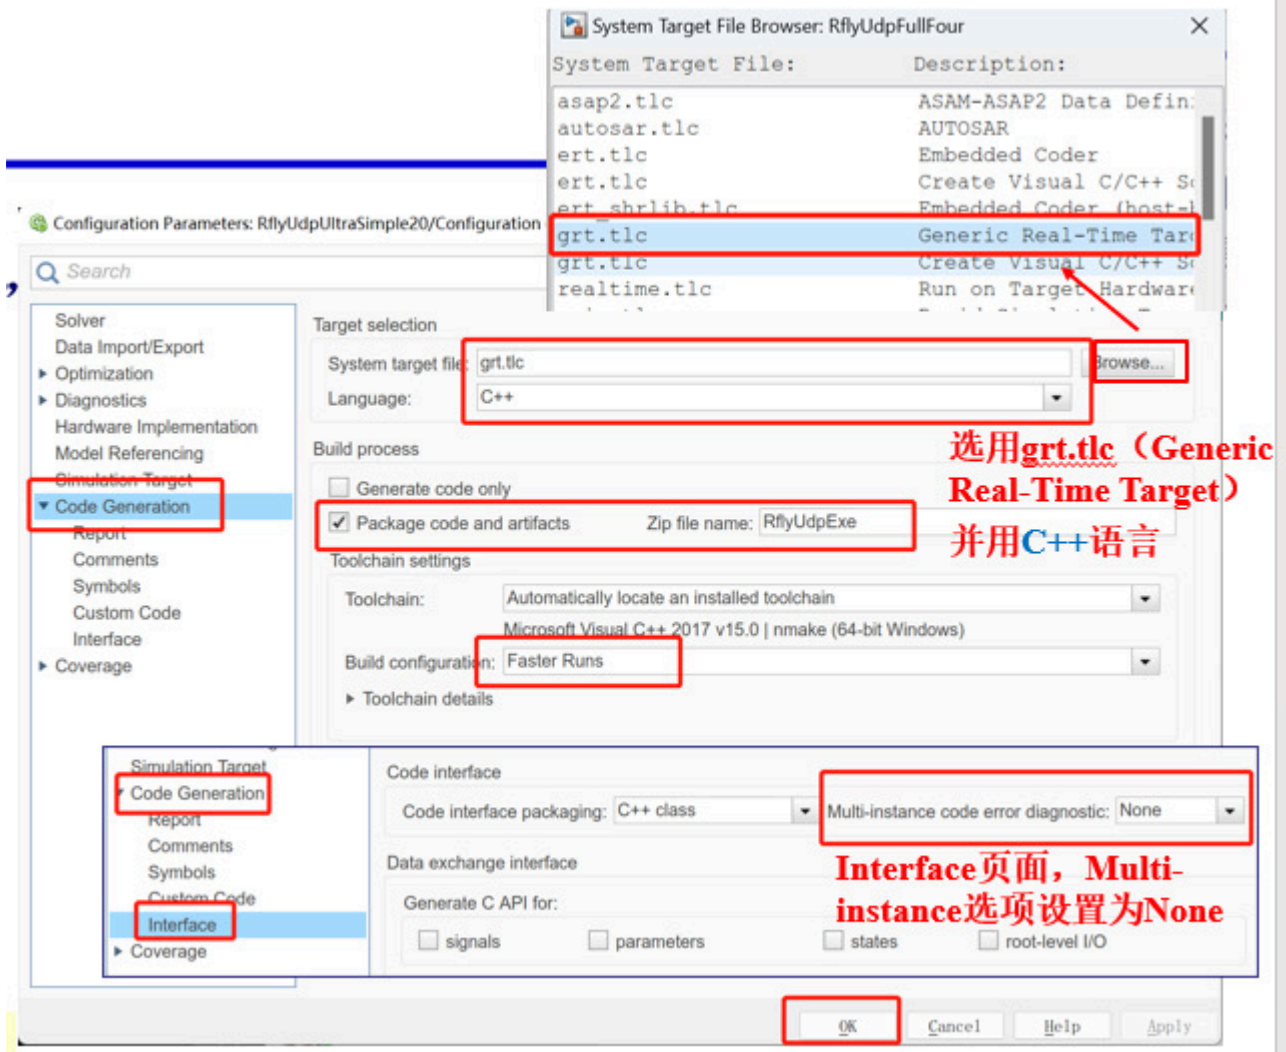 System Target File Browser: RflyUdpFullFour
System Target File: Description:
asap2.tlc ASAM-ASAP2 Data Defin
autosar.tlc AUTOSAR
ert.tlc Embedded Coder
ert.tlc Create Visual C/C++ So
ert_shrlib.tlc Embedded Coder (host-
grt.tlc Generic Real-Time Targ
grt.tlc Create Visual C/C++ So
realtime.tlc Run on Target Hardware
Configuration Parameters: RflyUdpUltraSimple20/Configuration
Search
Solver
Data Import/Export
Optimization
Diagnostics
Hardware Implementation
Model Referencing
Simulation Target
Code Generation
Report
Comments
Symbols
Custom Code
Interface
Coverage
Target selection
System target file: grt.tlc Browse...
Language: C++
Build process
Generate code only
Package code and artifacts Zip file name: RflyUdpExe
Toolchain settings
Toolchain: Automatically locate an installed toolchain
Microsoft Visual C++ 2017 v15.0 | nmake (64-bit Windows)
Build configuration: Faster Runs
Toolchain details
选用grt.tlc（Generic
Real-Time Target）
并用C++语言
Simulation Target
Code Generation
Report
Comments
Symbols
Custom Code
Interface
Coverage
Code interface
Code interface packaging: C++ class Multi-instance code error diagnostic: None
Data exchange interface
Generate C API for:
signals parameters states root-level I/O
Interface页面，Multi-
instance选项设置为None
OK Cancel Help Apply